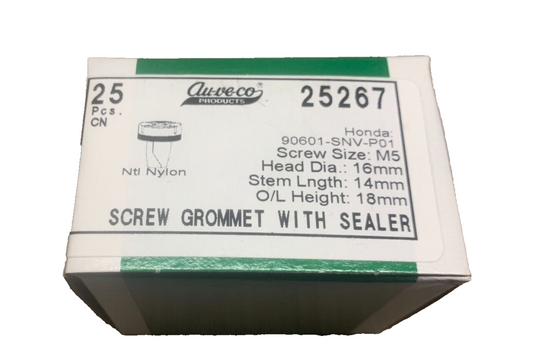 25
Pcs.
CN
Au-ve-co®
PRODUCTS
25267
Ntl Nylon
Honda:
90601-SNV-P01
Screw Size: M5
Head Dia.: 16mm
Stem Lngth: 14mm
O/L Height: 18mm
SCREW GROMMET WITH SEALER